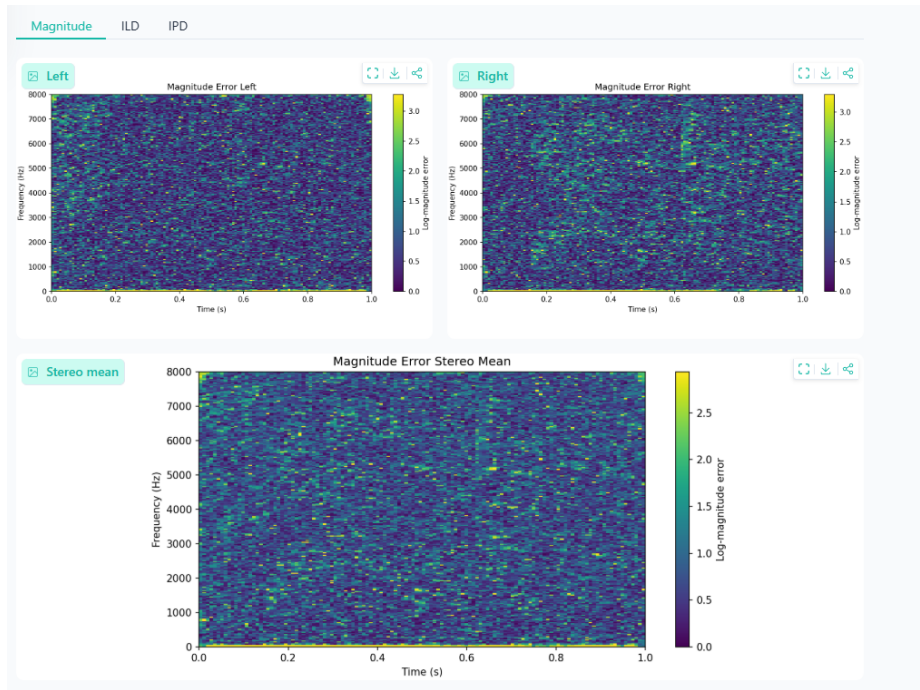 Magnitude ILD IPD
Left
Magnitude Error Left
8000
7000
6000
5000
4000
3000
2000
1000
0
Frequency (Hz)
0.0 0.2 0.4 0.6 0.8 1.0
Time (s)
3.0
2.5
2.0
1.5
1.0
0.5
0.0
Log-magnitude error
Right
Magnitude Error Right
8000
7000
6000
5000
4000
3000
2000
1000
0
Frequency (Hz)
0.0 0.2 0.4 0.6 0.8 1.0
Time (s)
3.0
2.5
2.0
1.5
1.0
0.5
0.0
Log-magnitude error
Stereo mean
Magnitude Error Stereo Mean
8000
7000
6000
5000
4000
3000
2000
1000
0
Frequency (Hz)
0.0 0.2 0.4 0.6 0.8 1.0
Time (s)
2.5
2.0
1.5
1.0
0.5
0.0
Log-magnitude error